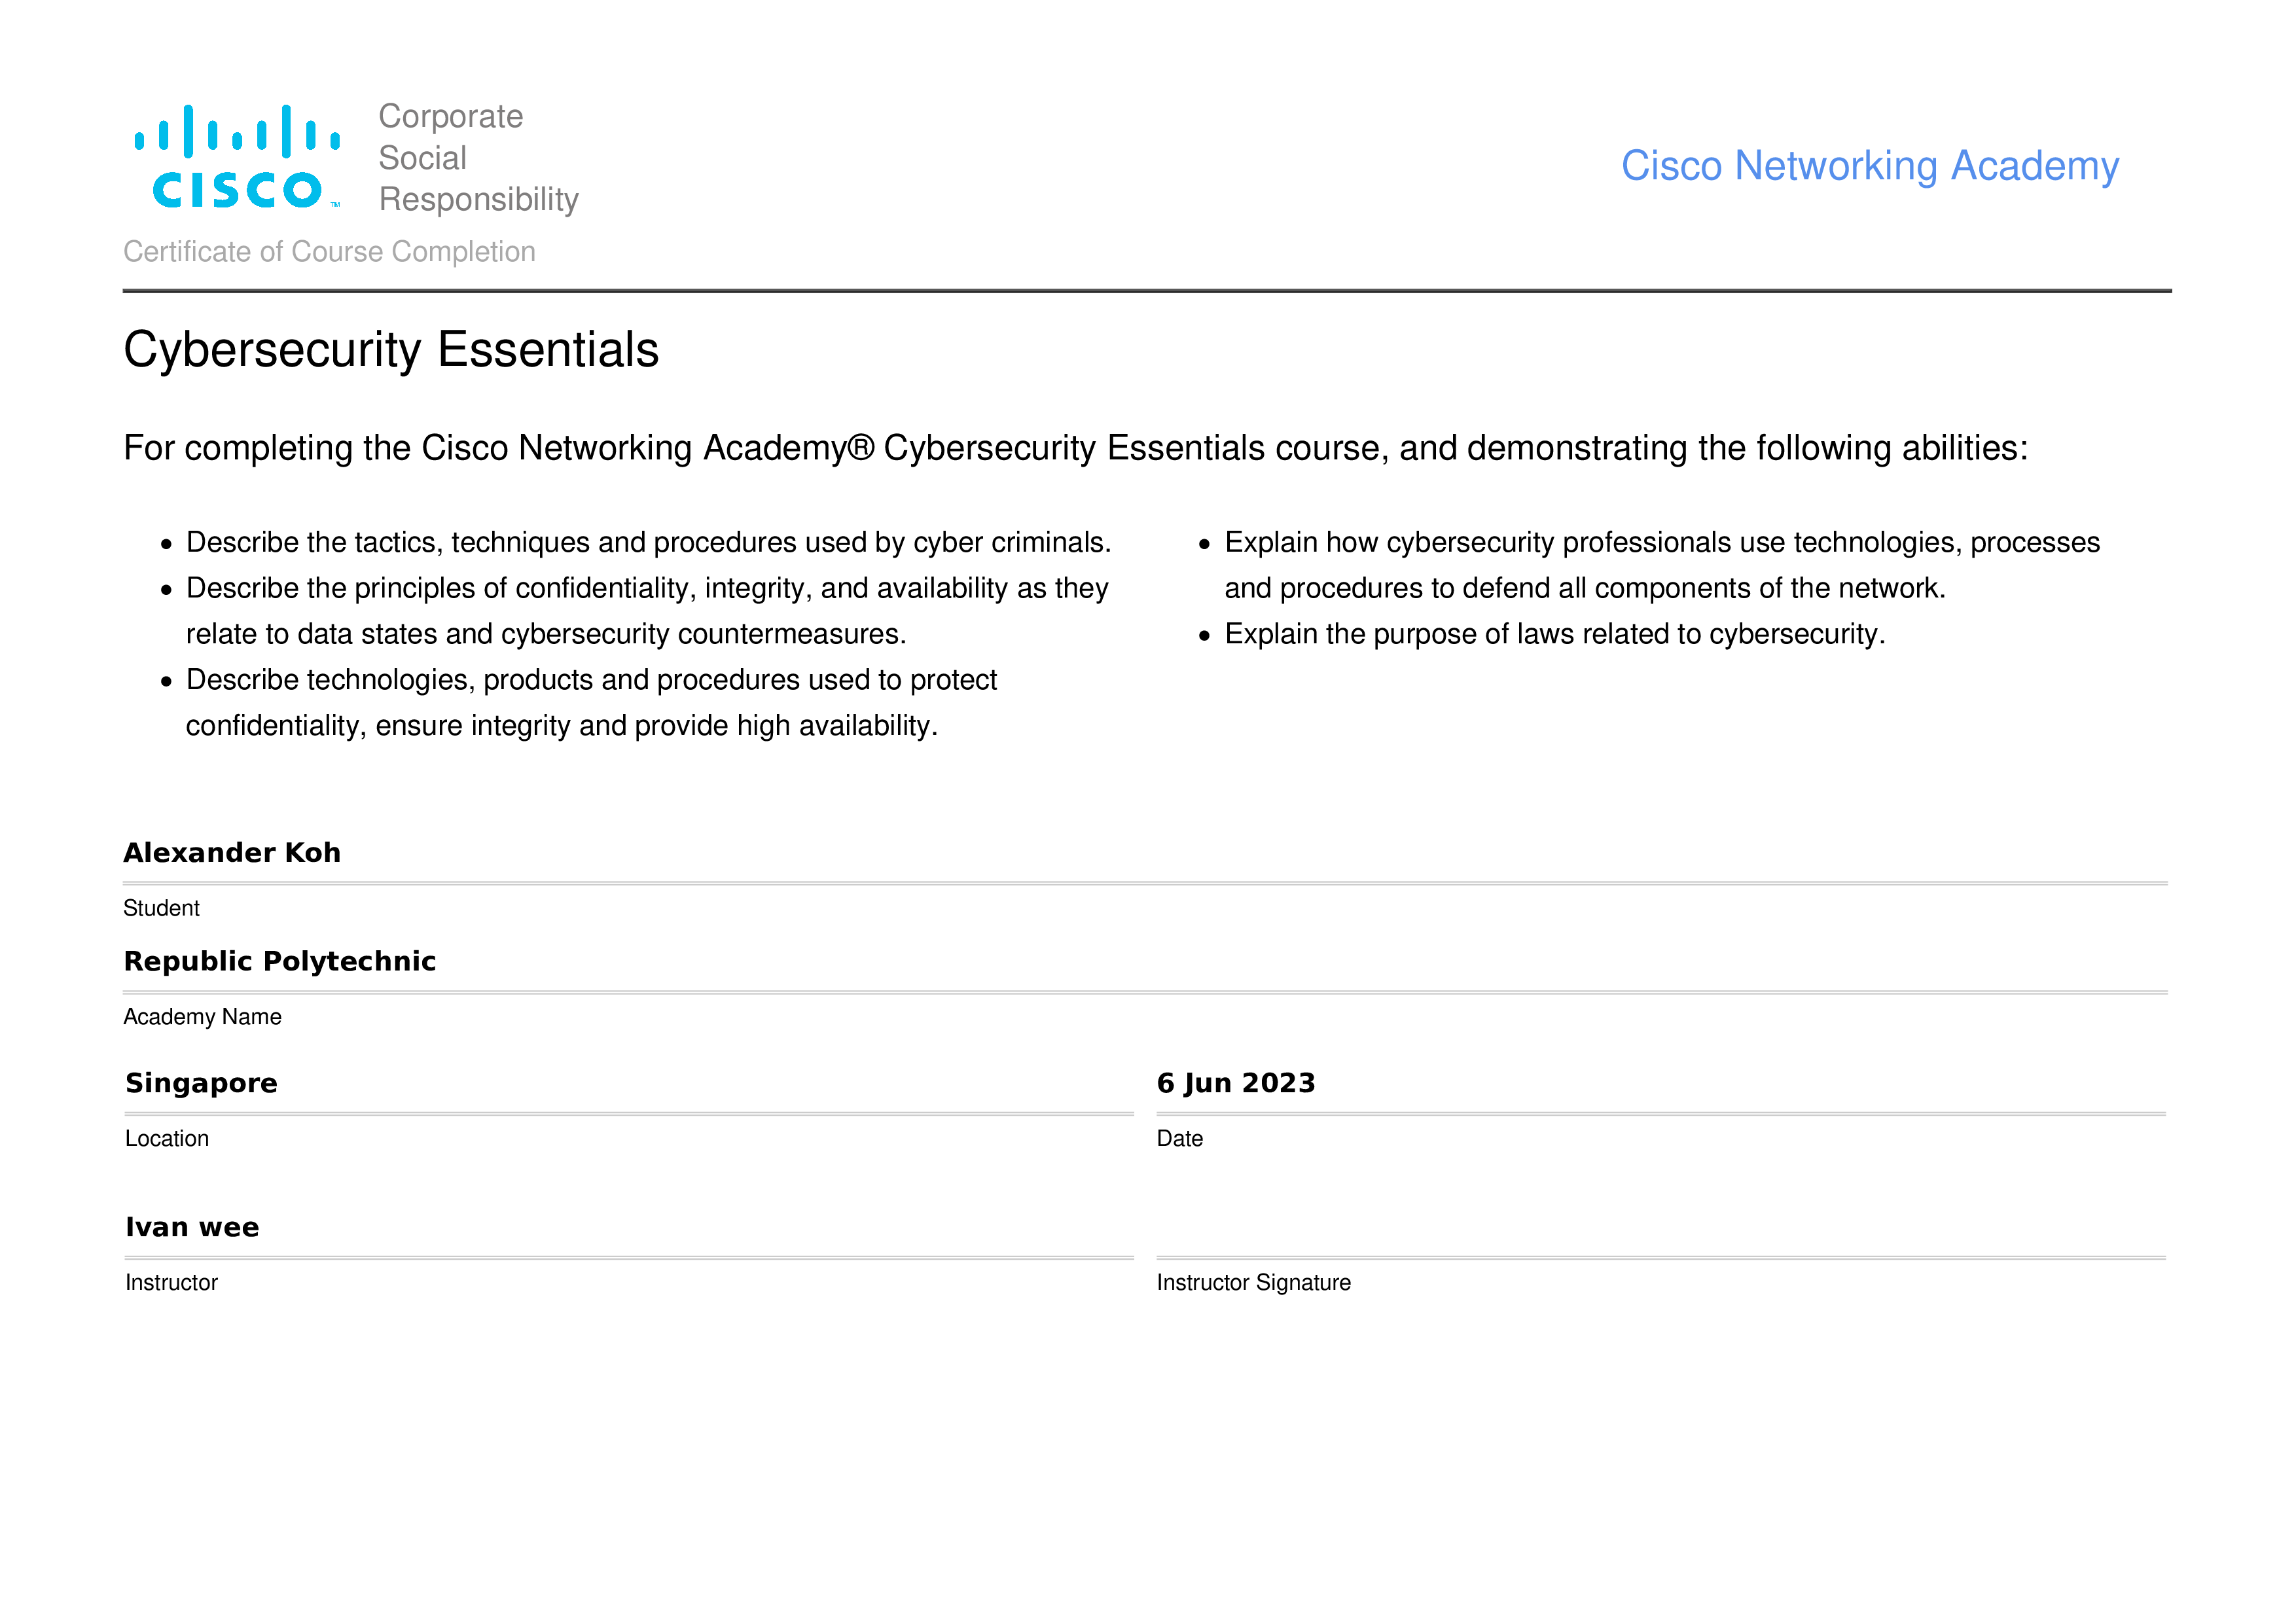 Corporate
Social
Responsibility
CISCO™
Cisco Networking Academy
Certificate of Course Completion
Cybersecurity Essentials
For completing the Cisco Networking Academy® Cybersecurity Essentials course, and demonstrating the following abilities:
• Describe the tactics, techniques and procedures used by cyber criminals.
• Describe the principles of confidentiality, integrity, and availability as they
relate to data states and cybersecurity countermeasures.
• Describe technologies, products and procedures used to protect
confidentiality, ensure integrity and provide high availability.
• Explain how cybersecurity professionals use technologies, processes
and procedures to defend all components of the network.
• Explain the purpose of laws related to cybersecurity.
Alexander Koh
Student
Republic Polytechnic
Academy Name
Singapore
Location
6 Jun 2023
Date
Ivan wee
Instructor
Instructor Signature